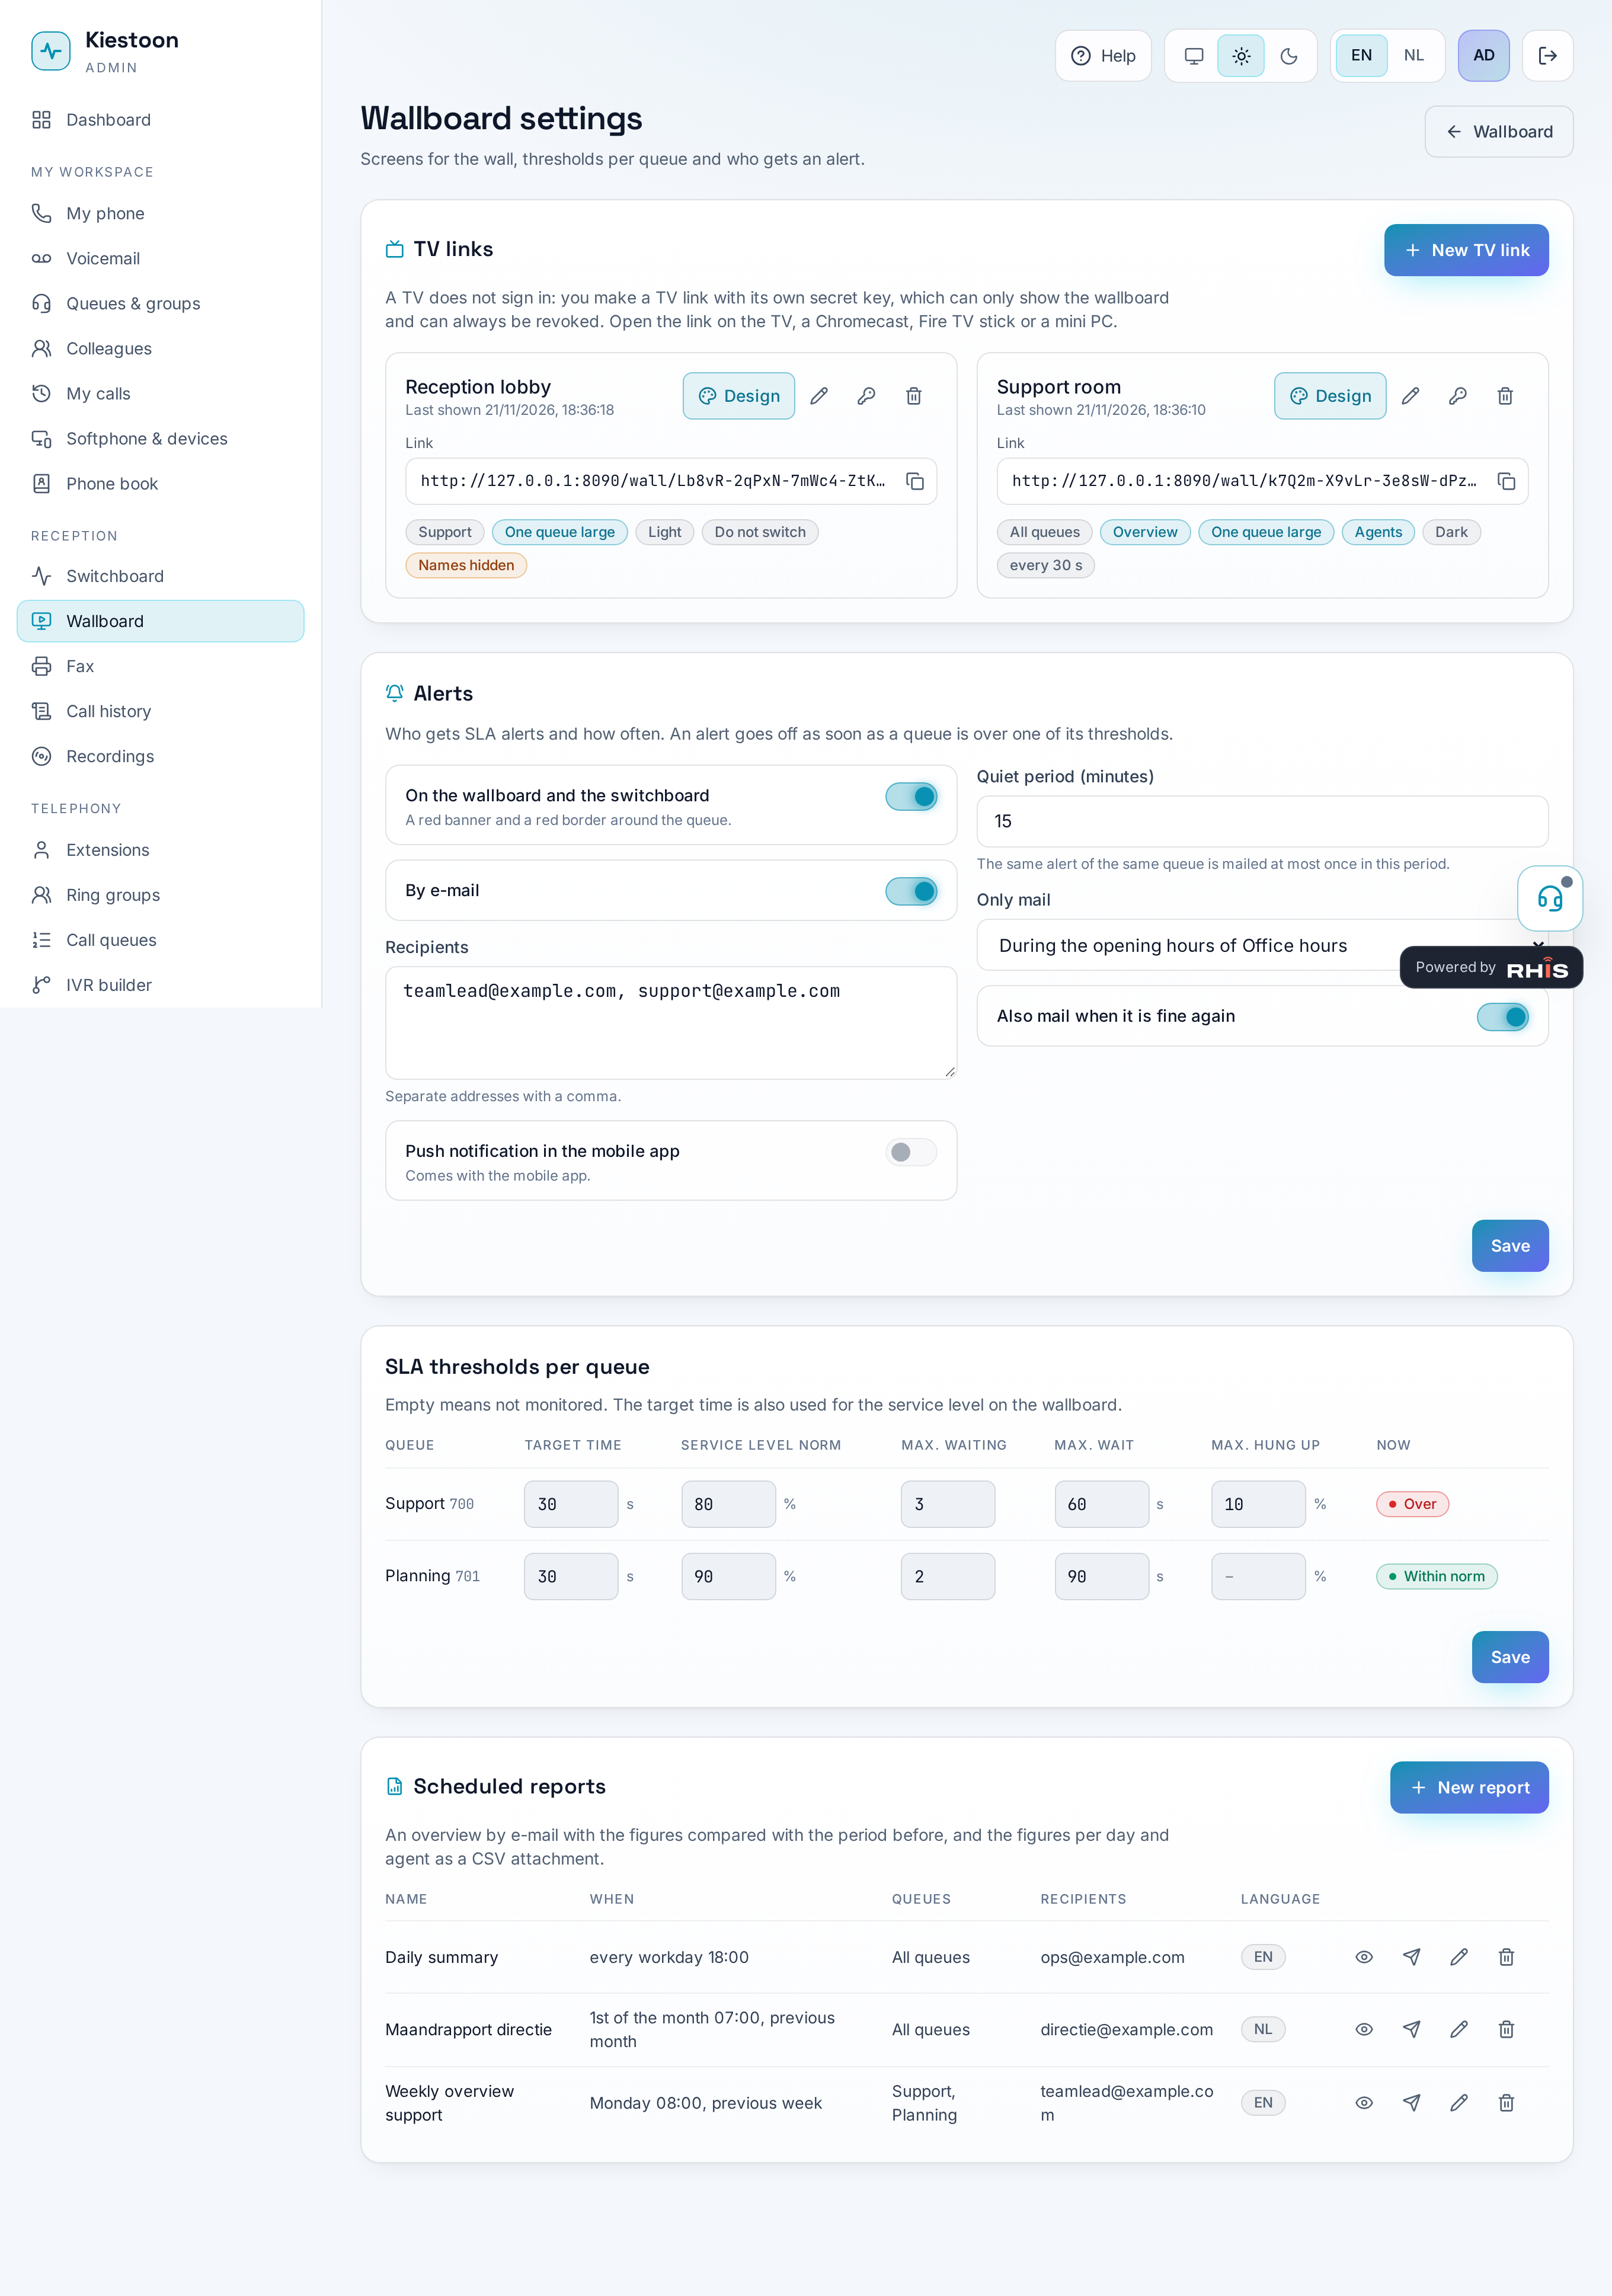 Kiestoon
ADMIN
Dashboard
MY WORKSPACE
My phone
Voicemail
Queues & groups
Colleagues
My calls
Softphone & devices
Phone book
RECEPTION
Switchboard
Wallboard
Fax
Call history
Recordings
TELEPHONY
Extensions
Ring groups
Call queues
IVR builder
Help
EN
NL
AD
Wallboard settings
Screens for the wall, thresholds per queue and who gets an alert.
Wallboard
TV links
New TV link
A TV does not sign in: you make a TV link with its own secret key, which can only show the wallboard
and can always be revoked. Open the link on the TV, a Chromecast, Fire TV stick or a mini PC.
Reception lobby
Last shown 21/11/2026, 18:36:18
Design
Link
http://127.0.0.1:8090/wall/Lb8vR-2qPxN-7mWc4-ZtK…
Support
One queue large
Light
Do not switch
Names hidden
Support room
Last shown 21/11/2026, 18:36:10
Design
Link
http://127.0.0.1:8090/wall/k7Q2m-X9vLr-3e8sW-dPz…
All queues
Overview
One queue large
Agents
Dark
every 30 s
Alerts
Who gets SLA alerts and how often. An alert goes off as soon as a queue is over one of its thresholds.
On the wallboard and the switchboard
A red banner and a red border around the queue.
By e-mail
Recipients
teamlead@example.com, support@example.com
Separate addresses with a comma.
Push notification in the mobile app
Comes with the mobile app.
Quiet period (minutes)
15
The same alert of the same queue is mailed at most once in this period.
Only mail
During the opening hours of Office hours
Powered by RHIS
Also mail when it is fine again
Save
SLA thresholds per queue
Empty means not monitored. The target time is also used for the service level on the wallboard.
QUEUE TARGET TIME SERVICE LEVEL NORM MAX. WAITING MAX. WAIT MAX. HUNG UP NOW
Support 700 30 s 80 % 3 60 s 10 % Over
Planning 701 30 s 90 % 2 90 s – % Within norm
Save
Scheduled reports
New report
An overview by e-mail with the figures compared with the period before, and the figures per day and
agent as a CSV attachment.
NAME WHEN QUEUES RECIPIENTS LANGUAGE
Daily summary every workday 18:00 All queues ops@example.com EN
Maandrapport directie
1st of the month 07:00, previous
month
All queues directie@example.com NL
Weekly overview
support
Monday 08:00, previous week
Support,
Planning
teamlead@example.co
m
EN